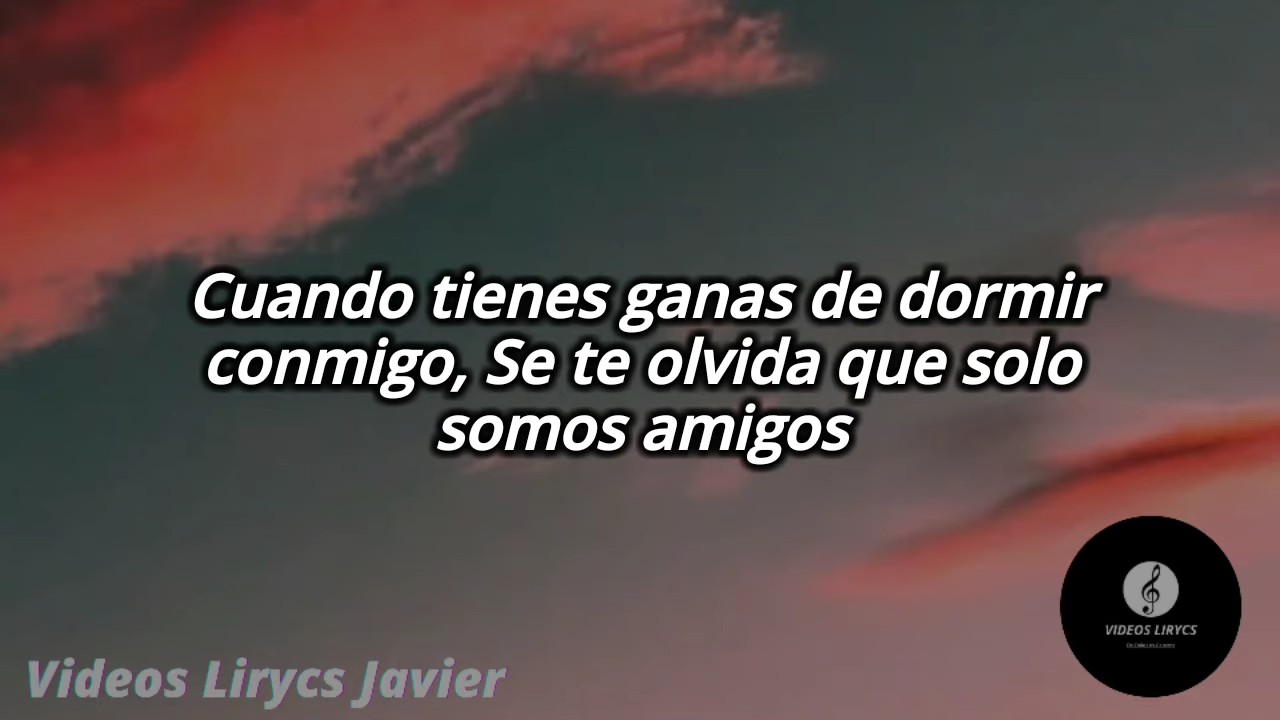 Cuando tienes ganas de dormir
conmigo, Se te olvida que solo
somos amigos
VIDEOS LIRYCS
Videos Lirycs Javier